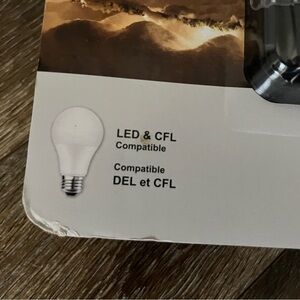 LED & CFL
Compatible
Compatible
DEL et CFL